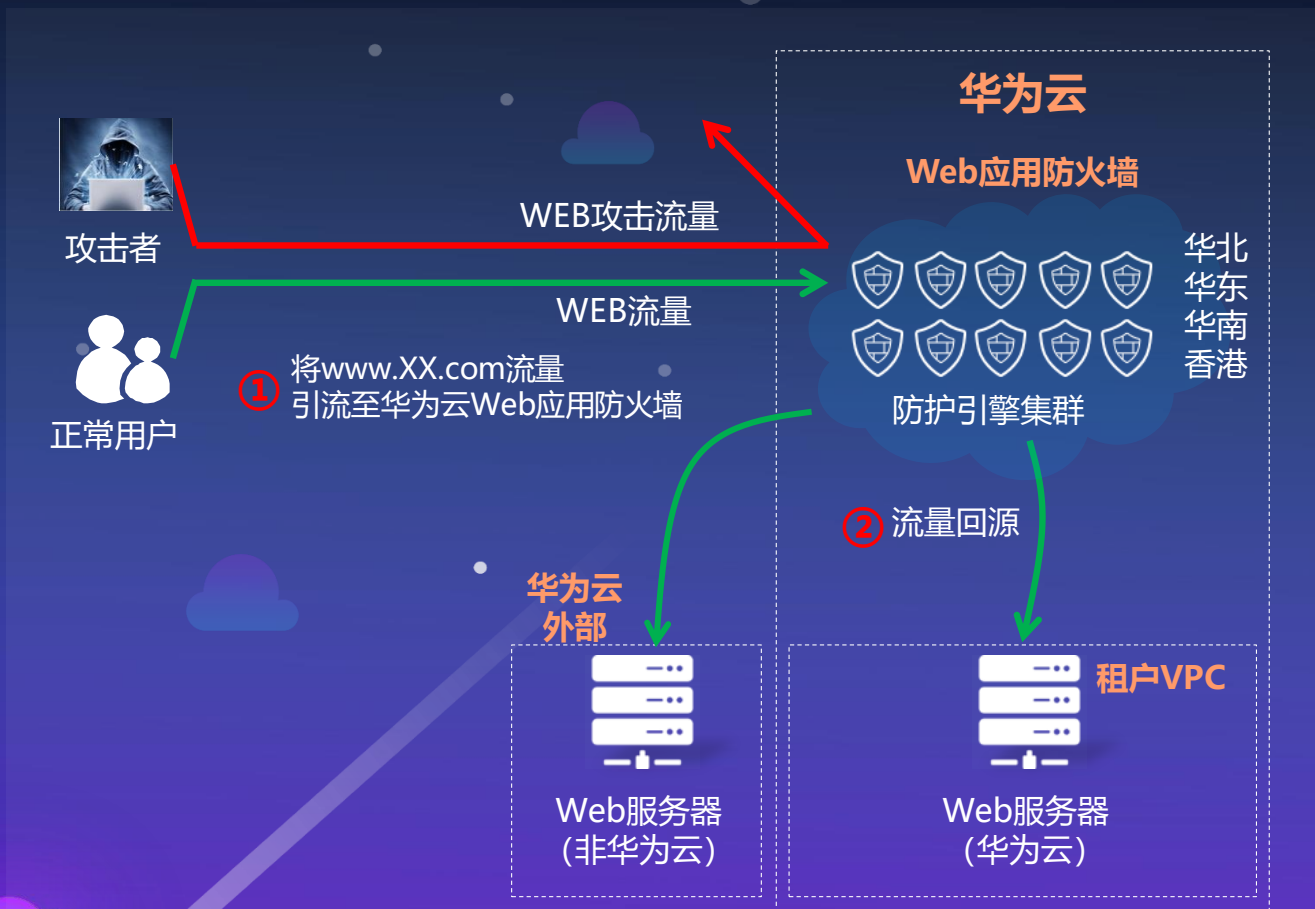 华为云
Web应用防火墙
攻击者
WEB攻击流量
WEB流量
华北
华东
华南
香港
正常用户
①
将www.XX.com流量
引流至华为云Web应用防火墙
防护引擎集群
②
流量回源
华为云
外部
租户VPC
Web服务器
（非华为云）
Web服务器
（华为云）